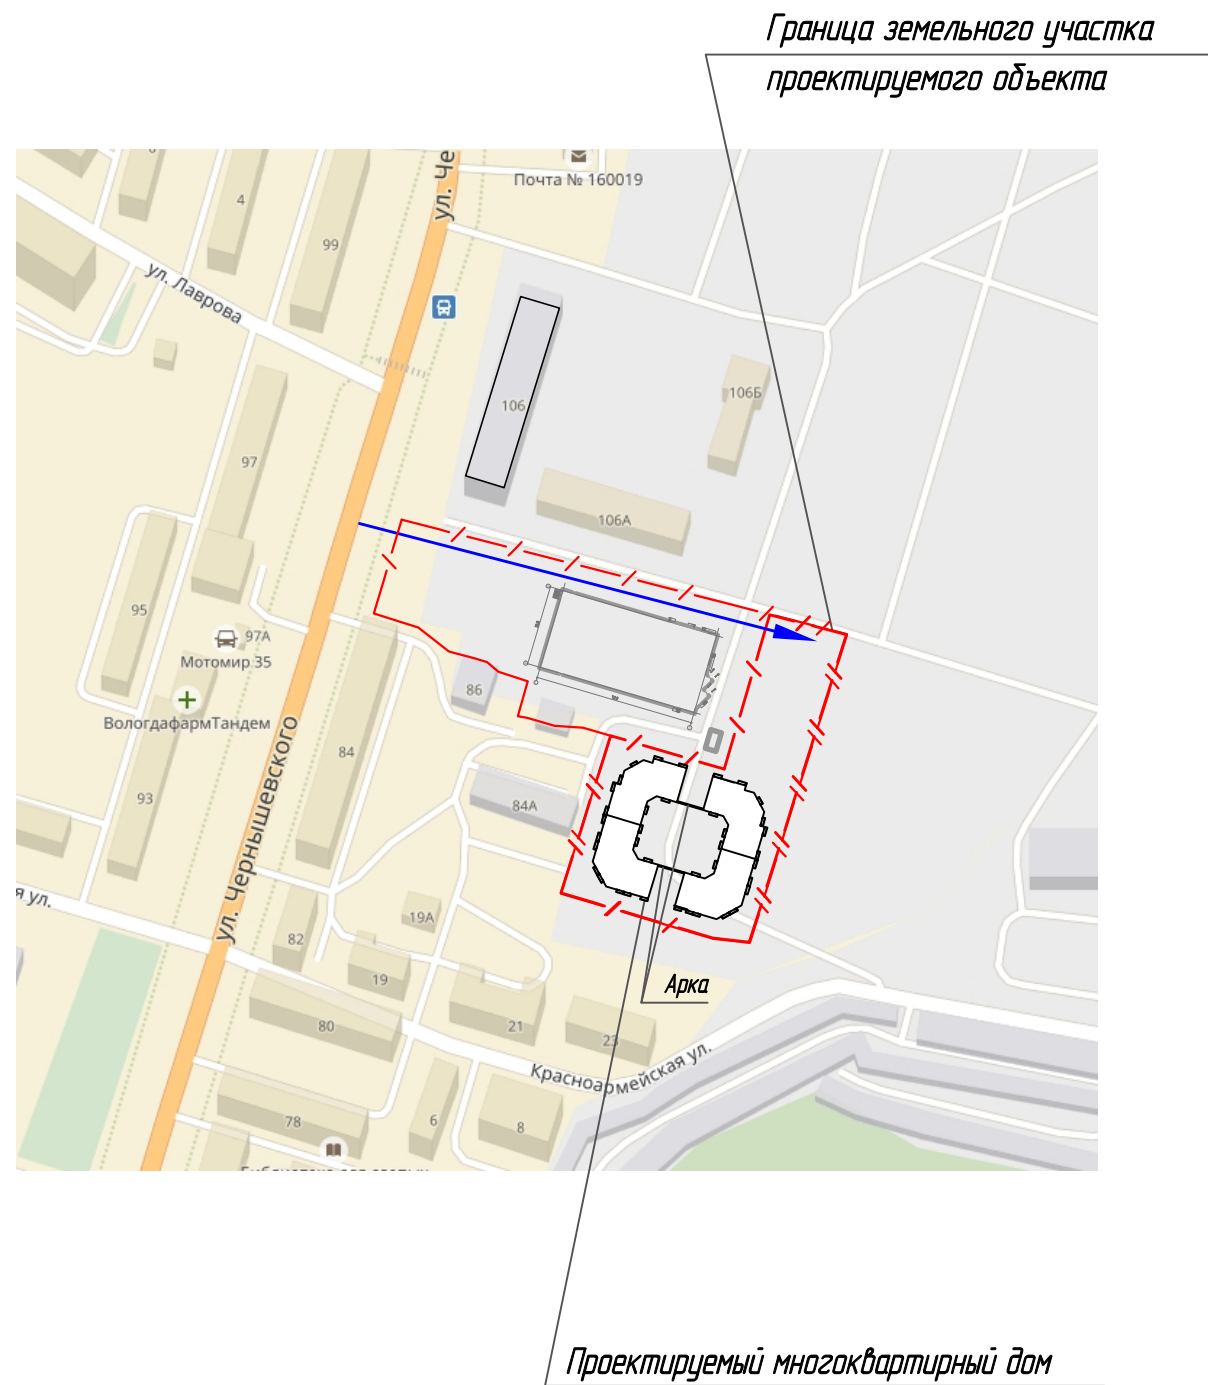 Граница земельного участка
проектируемого объекта
ул. Че
Почта № 160019
4
99
ул. Лаврова
106
106Б
97
106А
95
97А
Мотомир 35
86
ВологдафармТандем
84
93
84А
ул. Чернышевского
я ул.
19А
82
19
Арка
80
21
23
Красноармейская ул.
78
6
8
Проектируемый многоквартирный дом